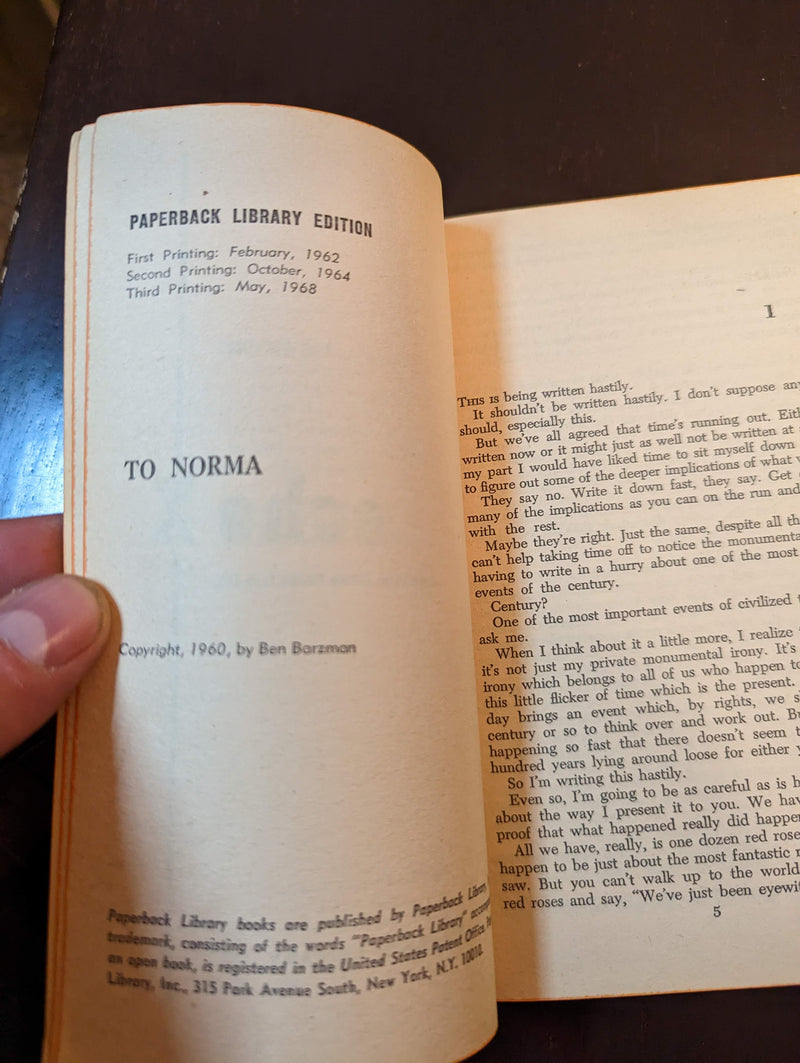 PAPERBACK LIBRARY EDITION
First Printing: February, 1962
Second Printing: October, 1964
Third Printing: May, 1968
TO NORMA
Copyright, 1960, by Ben Barzman
Paperback Library books are published by Paperback Library
trademark, consisting of the words "Paperback Library"
an open book, is registered in the United States Patent Office.
Library, Inc., 315 Park Avenue South, New York, N.Y. 10010.
1
THIS IS being written hastily.
It shouldn't be written hastily. I don't suppose
should, especially this.
But we've all agreed that time's running out.
written now or it might just as well not be written at
my part I would have liked time to sit myself down
to figure out some of the deeper implications of what
They say no. Write it down fast, they say. Get
many of the implications as you can on the run and
with the rest.
Maybe they're right. Just the same, despite all
can't help taking time off to notice the
having to write in a hurry about one of the most
events of the century.
Century?
One of the most important events of civilized
ask me.
When I think about it a little more, I realize
it's not just my private monumental irony. It's
irony which belongs to all of us who happen to
this little flicker of time which is the present.
day brings an event which, by rights, we
century or so to think over and work out.
happening so fast that there doesn't seem
hundred years lying around loose for either
So I'm writing this hastily.
Even so, I'm going to be as careful as is
about the way I present it to you. We
proof that what happened really did
All we have, really, is one dozen red
happen to be just about the most fantastic
saw. But you can't walk up to the world
red roses and say, "We've just been
5